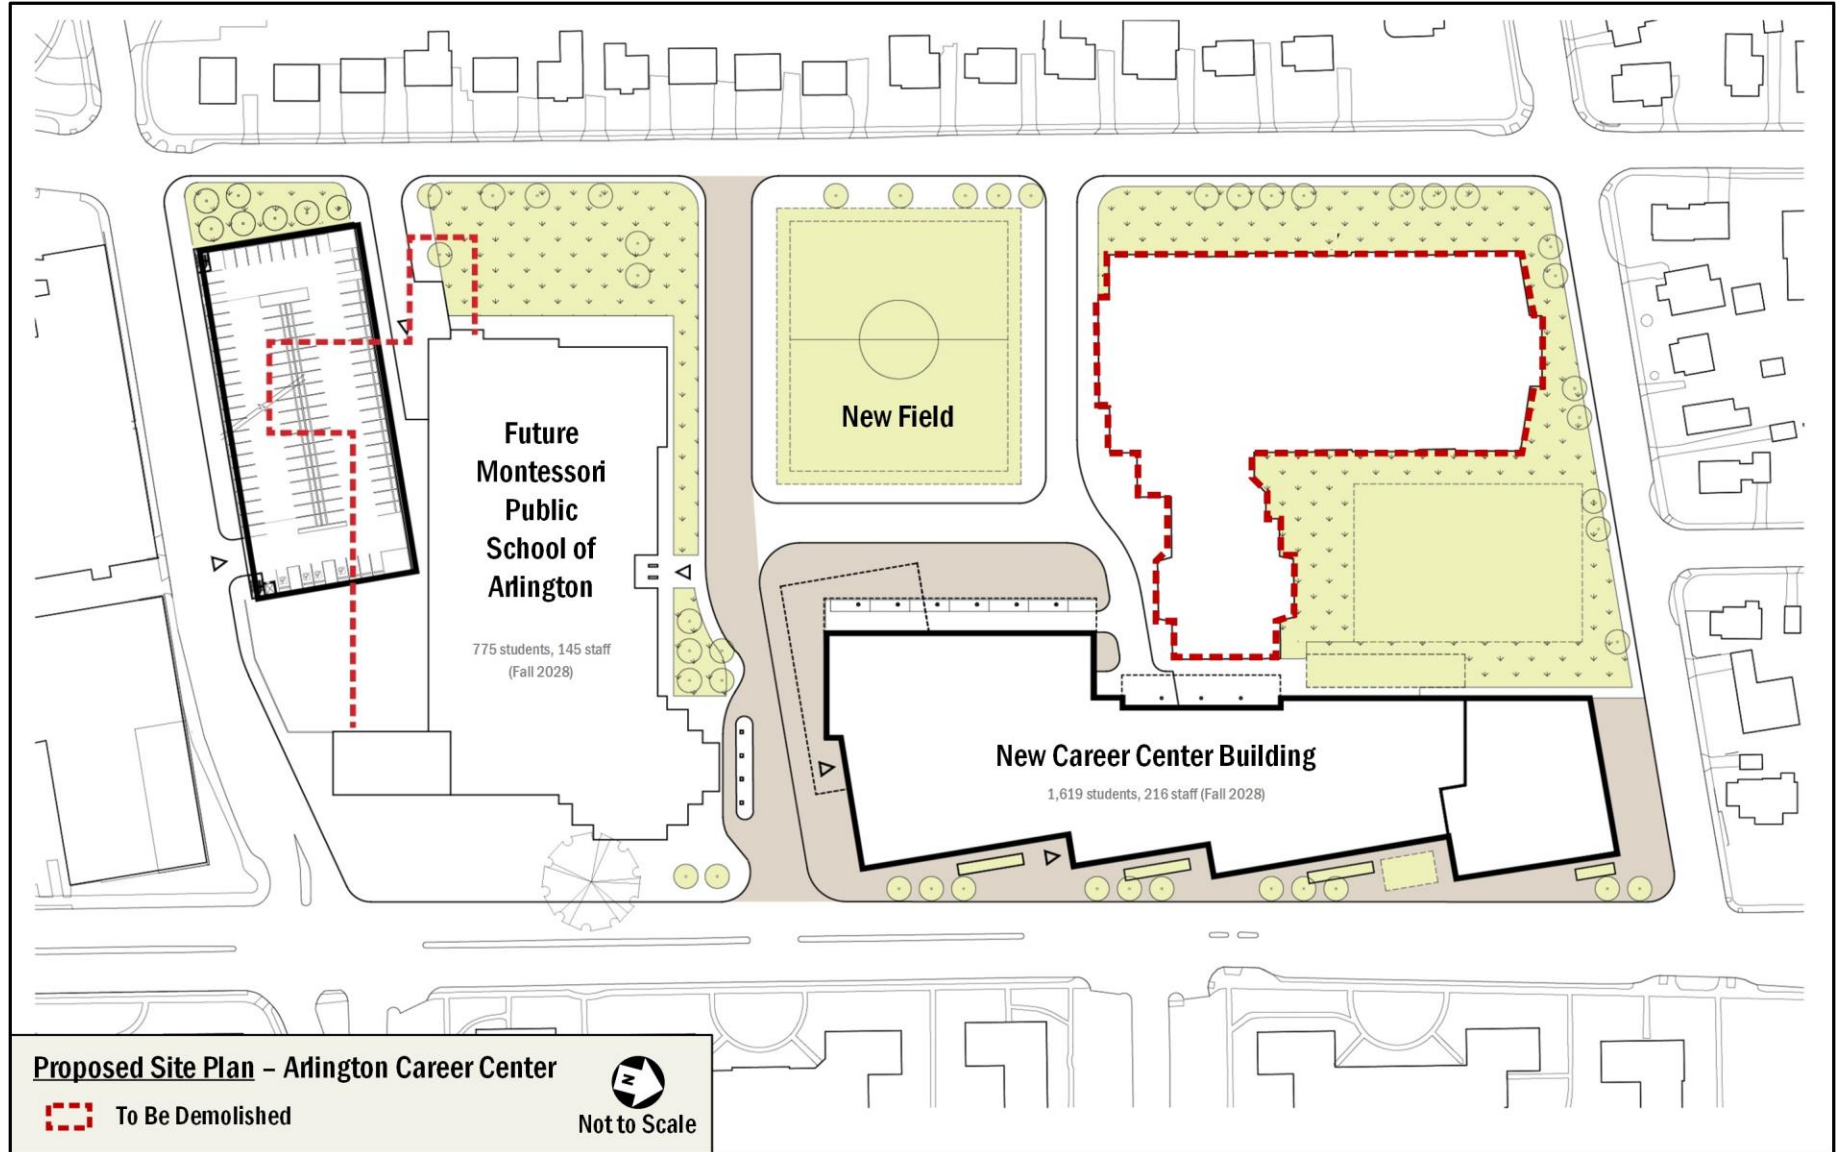 Future
Montessori
Public
School of
Arlington
775 students, 145 staff
(Fall 2028)
New Field
New Career Center Building
1,619 students, 216 staff (Fall 2028)
Proposed Site Plan – Arlington Career Center
To Be Demolished
N
Not to Scale